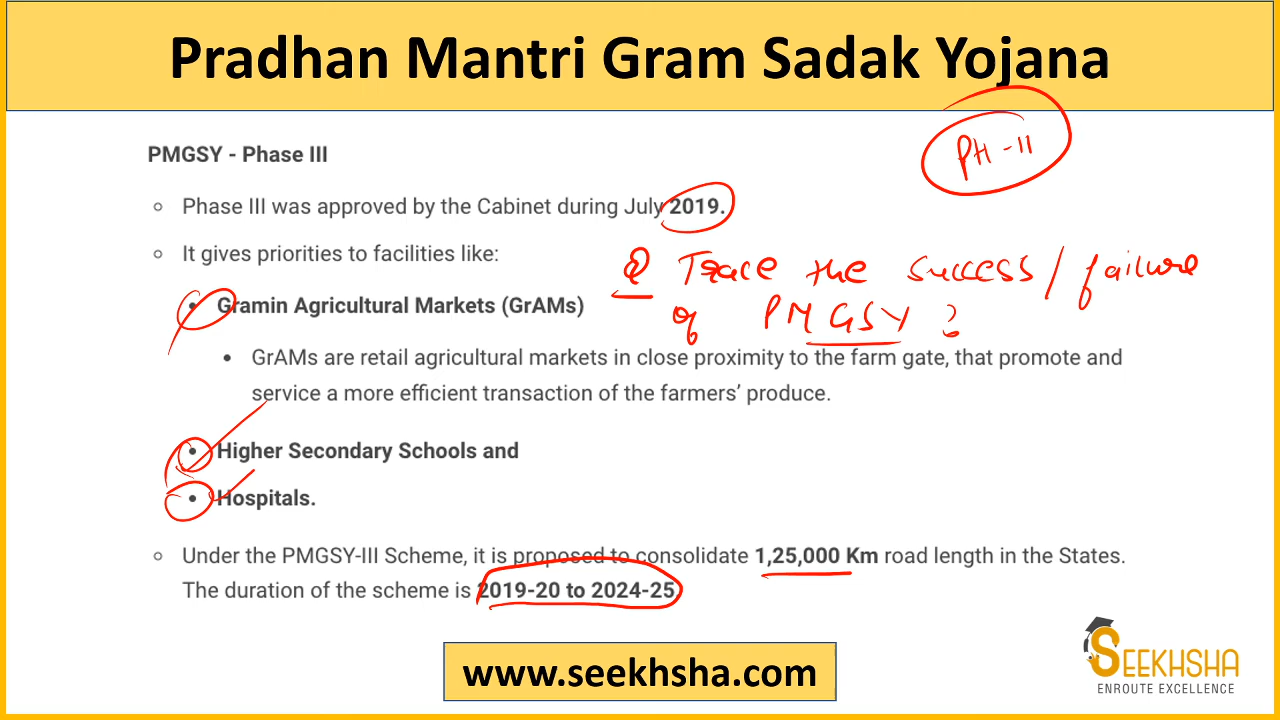 Pradhan Mantri Gram Sadak Yojana
PH-II
PMGSY - Phase III
Phase III was approved by the Cabinet during July 2019.
It gives priorities to facilities like:
Q Trace the success/failure
of PMGSY?
Gramin Agricultural Markets (GrAMs)
GrAMs are retail agricultural markets in close proximity to the farm gate, that promote and
service a more efficient transaction of the farmers' produce.
Higher Secondary Schools and
Hospitals.
Under the PMGSY-III Scheme, it is proposed to consolidate 1,25,000 Km road length in the States.
The duration of the scheme is 2019-20 to 2024-25
www.seekhsha.com
SEEKHSHA
ENROUTE EXCELLENCE